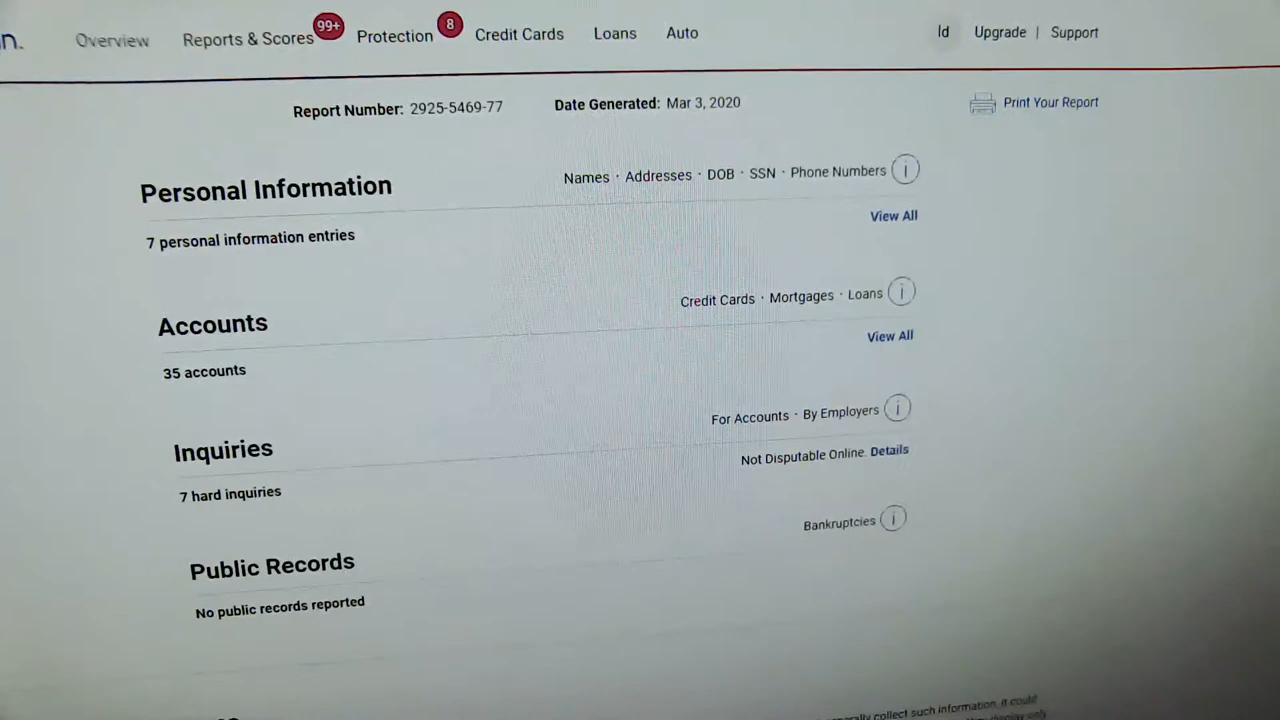 n. Overview Reports & Scores 99+ Protection 8 Credit Cards Loans Auto ld Upgrade | Support
Report Number: 2925-5469-77 Date Generated: Mar 3, 2020 Print Your Report
Personal Information Names · Addresses · DOB · SSN · Phone Numbers i
7 personal information entries View All
Accounts Credit Cards · Mortgages · Loans i
35 accounts View All
Inquiries For Accounts · By Employers i
7 hard inquiries Not Disputable Online. Details
Public Records Bankruptcies i
No public records reported
generally collect such information, it could